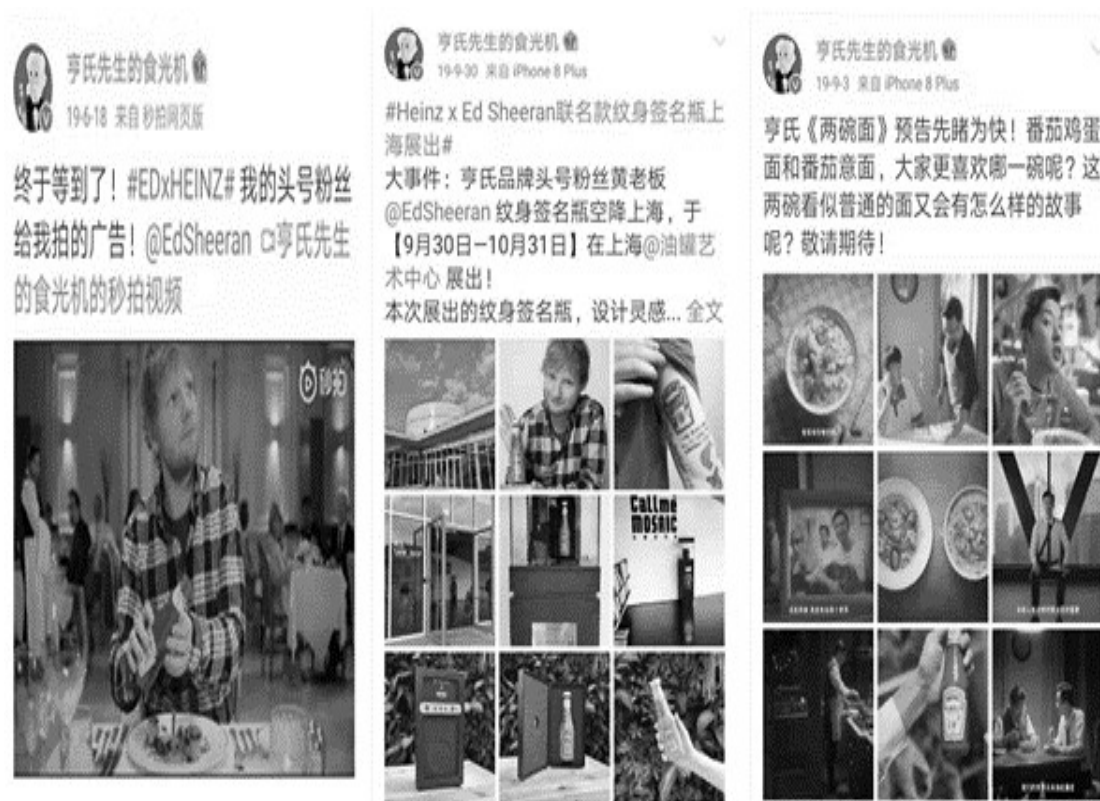 亨氏先生的食光机
19-6-18 来自 秒拍网页版
终于等到了！#EDxHEINZ# 我的头号粉丝
给我拍的广告！@EdSheeran 亨氏先生
的食光机的秒拍视频
秒拍
亨氏先生的食光机
19-9-30 来自 iPhone 8 Plus
#Heinz x Ed Sheeran联名款纹身签名瓶上
海展出#
大事件：亨氏品牌头号粉丝黄老板
@EdSheeran 纹身签名瓶空降上海，于
【9月30日—10月31日】在上海@油罐艺
术中心 展出！
本次展出的纹身签名瓶，设计灵感... 全文
Callme
MOSAIC
亨氏先生的食光机
19-9-3 来自 iPhone 8 Plus
亨氏《两碗面》预告先睹为快！番茄鸡蛋
面和番茄意面，大家更喜欢哪一碗呢？这
两碗看似普通的面又会有怎么样的故事
呢？敬请期待！